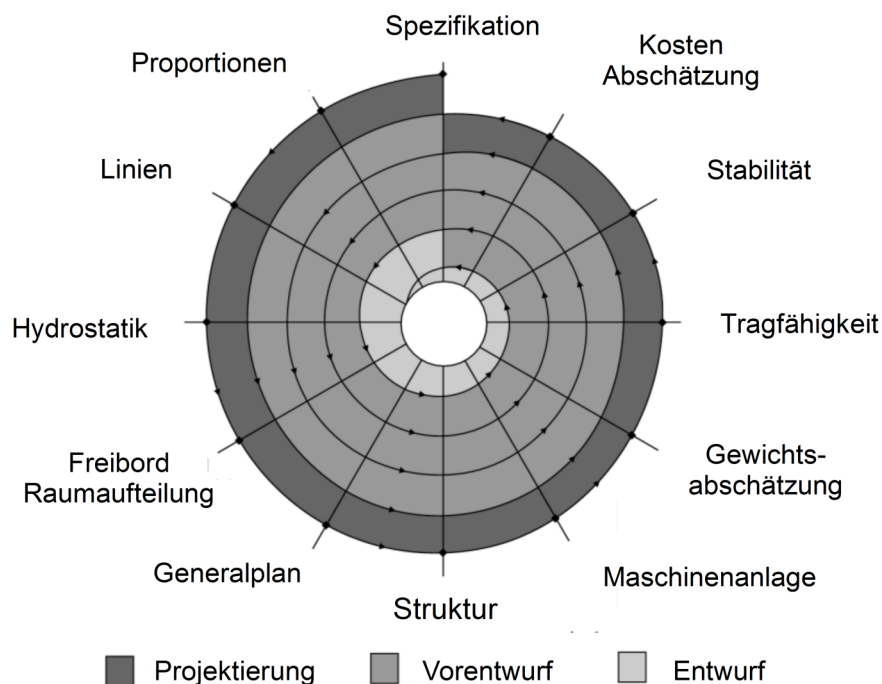 Spezifikation
Kosten
Abschätzung
Proportionen
Linien
Stabilität
Hydrostatik
Tragfähigkeit
Freibord
Raumaufteilung
Gewichts-
abschätzung
Generalplan
Maschinenanlage
Struktur
Projektierung
Vorentwurf
Entwurf